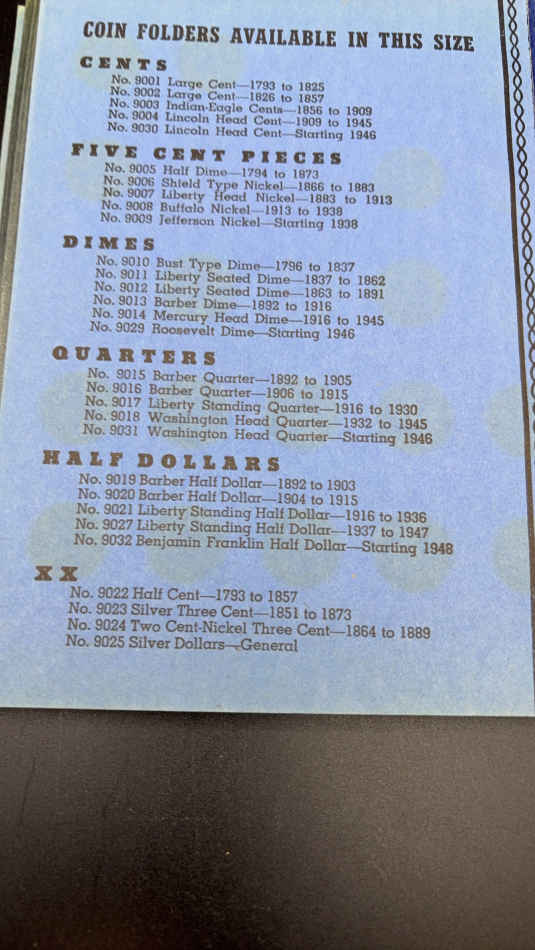 COIN FOLDERS AVAILABLE IN THIS SIZE
CENTS
No. 9001 Large Cent—1793 to 1825
No. 9002 Large Cent—1826 to 1857
No. 9003 Indian-Eagle Cents—1856 to 1909
No. 9004 Lincoln Head Cent—1909 to 1945
No. 9030 Lincoln Head Cent—Starting 1946
FIVE CENT PIECES
No. 9005 Half Dime—1794 to 1873
No. 9006 Shield Type Nickel—1866 to 1883
No. 9007 Liberty Head Nickel—1883 to 1913
No. 9008 Buffalo Nickel—1913 to 1938
No. 9009 Jefferson Nickel—Starting 1938
DIMES
No. 9010 Bust Type Dime—1796 to 1837
No. 9011 Liberty Seated Dime—1837 to 1862
No. 9012 Liberty Seated Dime—1863 to 1891
No. 9013 Barber Dime—1892 to 1916
No. 9014 Mercury Head Dime—1916 to 1945
No. 9029 Roosevelt Dime—Starting 1946
QUARTERS
No. 9015 Barber Quarter—1892 to 1905
No. 9016 Barber Quarter—1906 to 1915
No. 9017 Liberty Standing Quarter—1916 to 1930
No. 9018 Washington Head Quarter—1932 to 1945
No. 9031 Washington Head Quarter—Starting 1946
HALF DOLLARS
No. 9019 Barber Half Dollar—1892 to 1903
No. 9020 Barber Half Dollar—1904 to 1915
No. 9021 Liberty Standing Half Dollar—1916 to 1936
No. 9027 Liberty Standing Half Dollar—1937 to 1947
No. 9032 Benjamin Franklin Half Dollar—Starting 1948
XX
No. 9022 Half Cent—1793 to 1857
No. 9023 Silver Three Cent—1851 to 1873
No. 9024 Two Cent-Nickel Three Cent—1864 to 1889
No. 9025 Silver Dollars—General